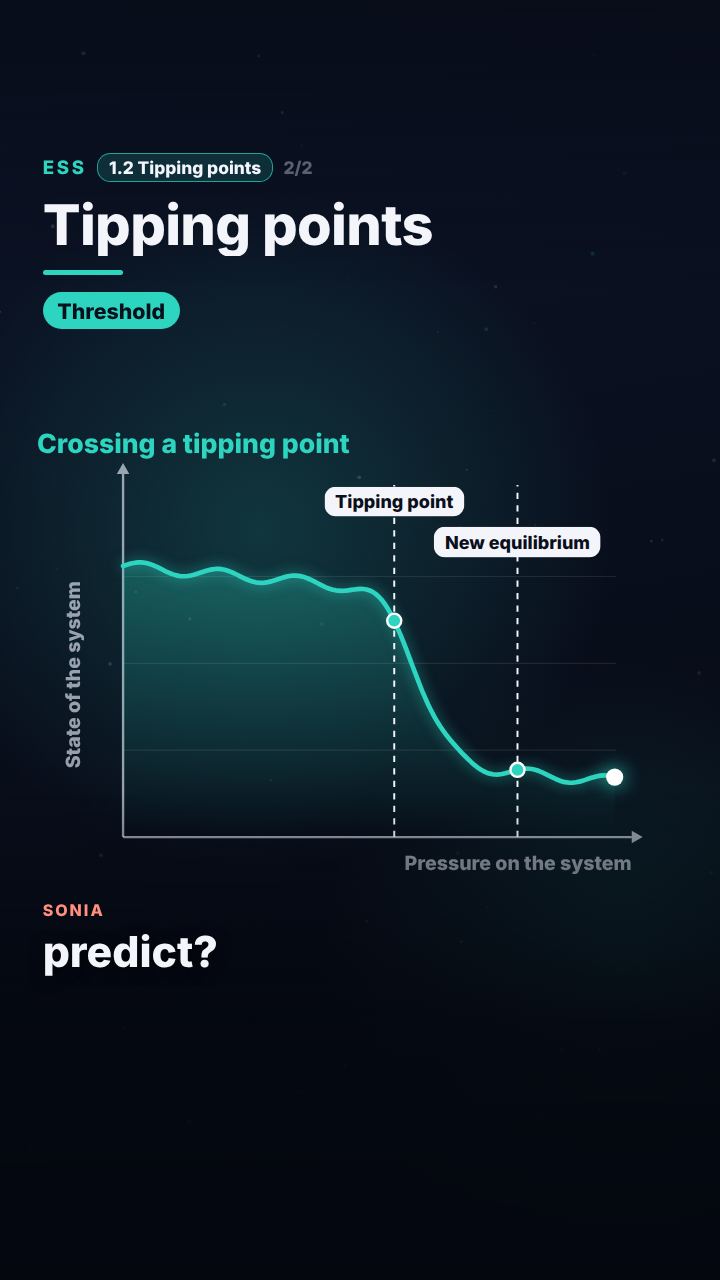 ESS 1.2 Tipping points 2/2
Tipping points
Threshold
Crossing a tipping point
Tipping point
New equilibrium
State of the system
Pressure on the system
SONIA
predict?